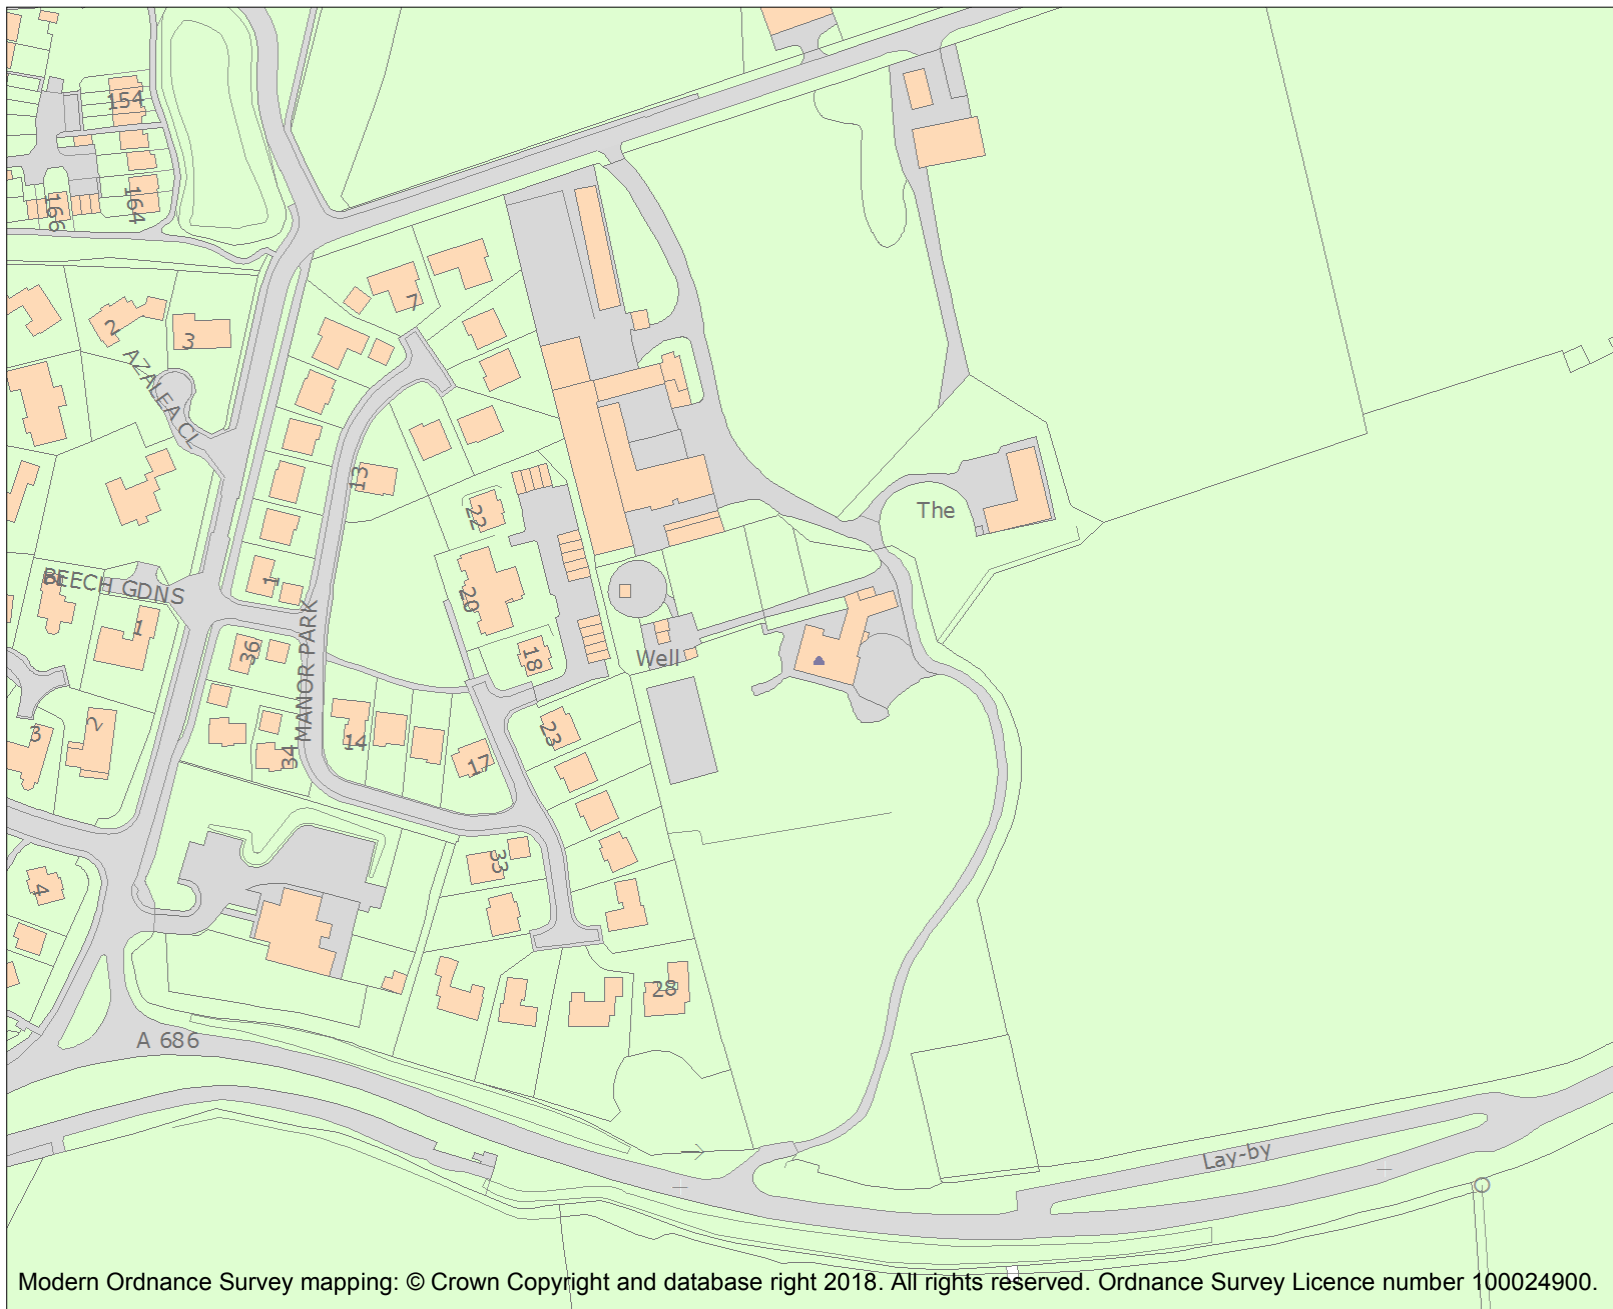 154
164
166
7
2
3
AZALEA CL
13
22
The
BEECH GDNS
1
20
1
36
MANOR PARK
18
Well
2
3
34
14
23
17
33
4
28
A 686
Lay-by
Modern Ordnance Survey mapping: © Crown Copyright and database right 2018. All rights reserved. Ordnance Survey Licence number 100024900.